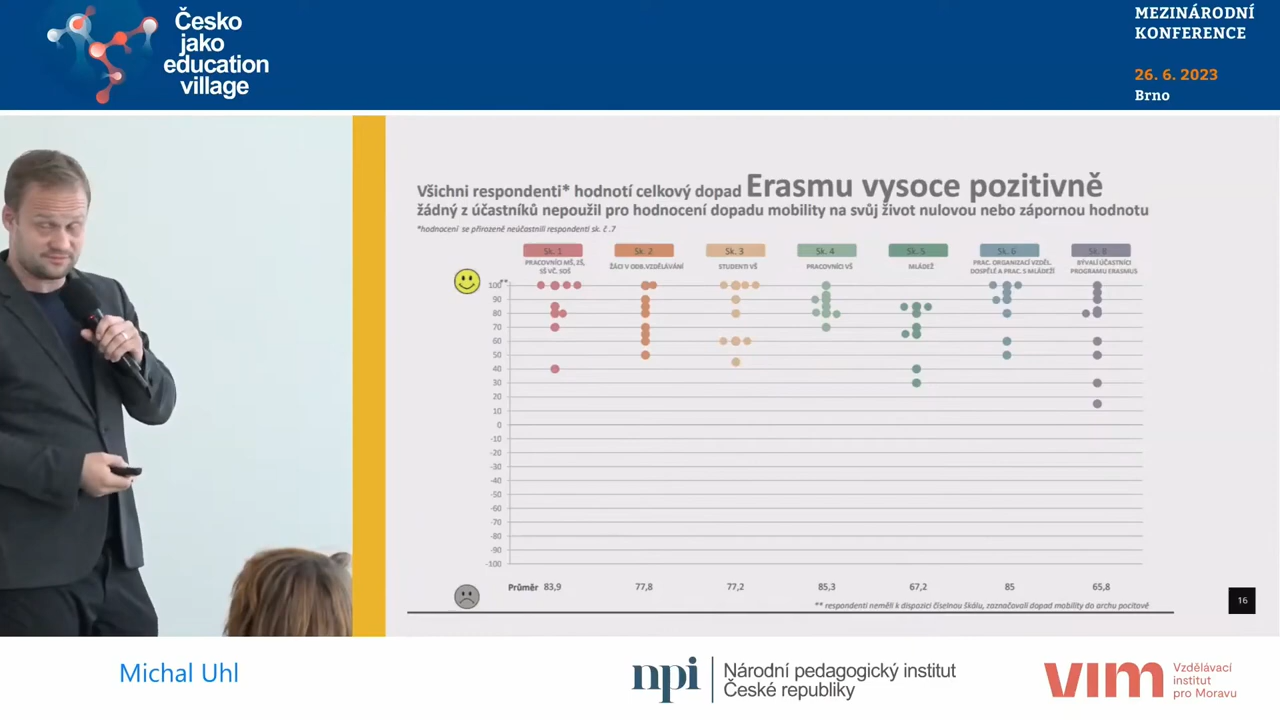 Česko
jako
education
village
MEZINÁRODNÍ
KONFERENCE
26. 6. 2023
Brno
Všichni respondenti* hodnotí celkový dopad Erasmu vysoce pozitivně
žádný z účastníků nepoužil pro hodnocení dopadu mobility na svůj život nulovou nebo zápornou hodnotu
*hodnocení se přirozeně neúčastnili respondenti sk. č .7
Sk. 1 Sk. 2 Sk. 3 Sk. 4 Sk. 5 Sk. 6 Sk. 8
PRACOVNÍCI MŠ, ZŠ, SŠ VČ. SOŠ
ŽÁCI V ODB.VZDĚLÁVÁNÍ
STUDENTI VŠ
PRACOVNÍCI VŠ
MLÁDEŽ
PRAC. ORGANIZACÍ VZDĚL. DOSPĚLÉ A PRAC. S MLÁDEŽÍ
BÝVALÍ ÚČASTNÍCI PROGRAMU ERASMUS
100**
90
80
70
60
50
40
30
20
10
0
-10
-20
-30
-40
-50
-60
-70
-80
-90
-100
Průměr 83,9 77,8 77,2 85,3 67,2 85 65,8
** respondenti neměli k dispozici číselnou škálu, zaznačovali dopad mobility do archu pocitově
16
Michal Uhl
npi
Národní pedagogický institut
České republiky
vim
Vzdělávací
institut
pro Moravu